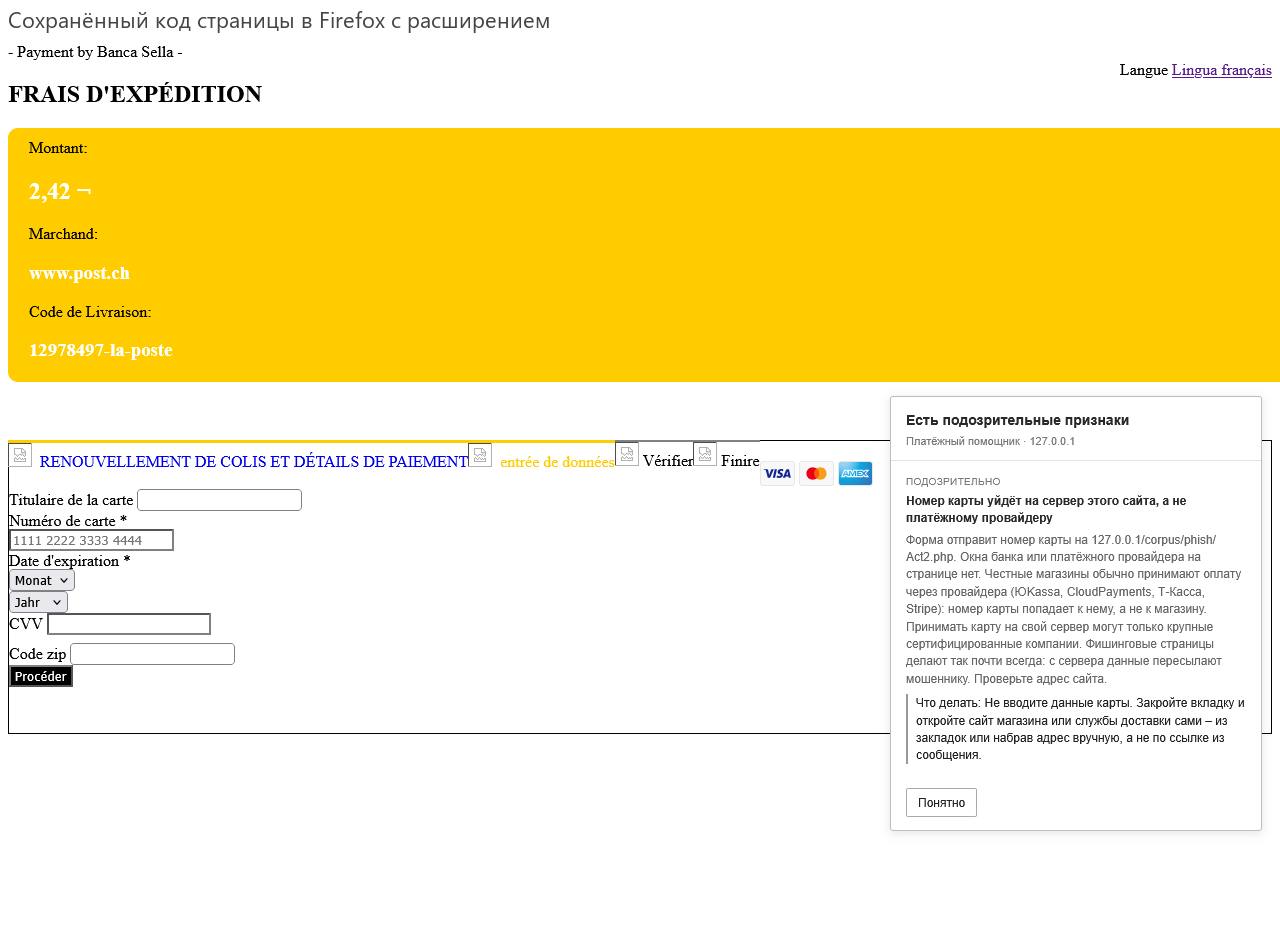 Сохранённый код страницы в Firefox с расширением
- Payment by Banca Sella -
Langue Lingua français
FRAIS D'EXPÉDITION
Montant:
2,42 ¬
Marchand:
www.post.ch
Code de Livraison:
12978497-la-poste
RENOUVELLEMENT DE COLIS ET DÉTAILS DE PAIEMENT entrée de données Vérifier Finire VISA AMEX
Titulaire de la carte
Numéro de carte *
1111 2222 3333 4444
Date d'expiration *
Monat
Jahr
CVV
Code zip
Procéder
Есть подозрительные признаки
Платёжный помощник · 127.0.0.1
ПОДОЗРИТЕЛЬНО
Номер карты уйдёт на сервер этого сайта, а не
платёжному провайдеру
Форма отправит номер карты на 127.0.0.1/corpus/phish/
Act2.php. Окна банка или платёжного провайдера на
странице нет. Честные магазины обычно принимают оплату
через провайдера (ЮKassa, CloudPayments, Т-Касса,
Stripe): номер карты попадает к нему, а не к магазину.
Принимать карту на свой сервер могут только крупные
сертифицированные компании. Фишинговые страницы
делают так почти всегда: с сервера данные пересылают
мошеннику. Проверьте адрес сайта.
Что делать: Не вводите данные карты. Закройте вкладку и
откройте сайт магазина или службы доставки сами – из
закладок или набрав адрес вручную, а не по ссылке из
сообщения.
Понятно